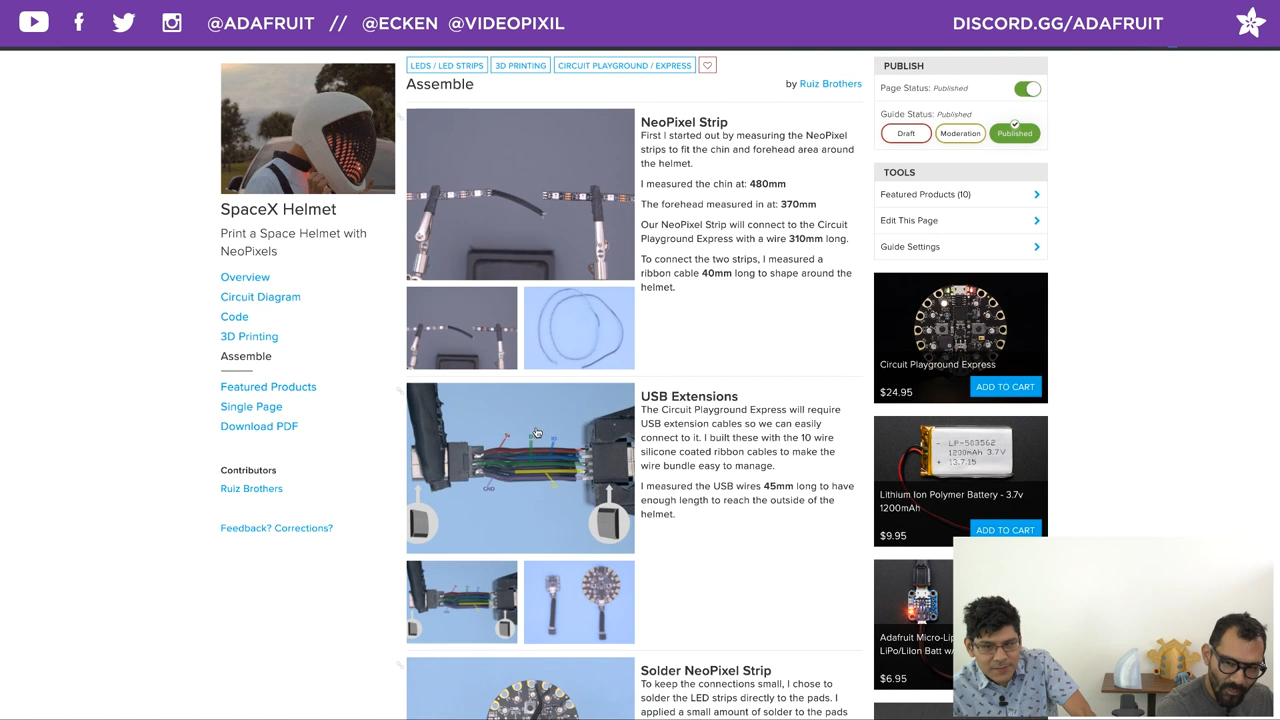 @ADAFRUIT // @ECKEN @VIDEOPIXIL
DISCORD.GG/ADAFRUIT
SpaceX Helmet
Print a Space Helmet with
NeoPixels
Overview
Circuit Diagram
Code
3D Printing
Assemble
Featured Products
Single Page
Download PDF
Contributors
Ruiz Brothers
Feedback? Corrections?
LEDS / LED STRIPS
3D PRINTING
CIRCUIT PLAYGROUND / EXPRESS
Assemble
by Ruiz Brothers
NeoPixel Strip
First I started out by measuring the NeoPixel
strips to fit the chin and forehead area around
the helmet.
I measured the chin at: 480mm
The forehead measured in at: 370mm
Our NeoPixel Strip will connect to the Circuit
Playground Express with a wire 310mm long.
To connect the two strips, I measured a
ribbon cable 40mm long to shape around the
helmet.
USB Extensions
The Circuit Playground Express will require
USB extension cables so we can easily
connect to it. I built these with the 10 wire
silicone coated ribbon cables to make the
wire bundle easy to manage.
I measured the USB wires 45mm long to have
enough length to reach the outside of the
helmet.
GND
Solder NeoPixel Strip
To keep the connections small, I chose to
solder the LED strips directly to the pads. I
applied a small amount of solder to the pads
PUBLISH
Page Status: Published
Guide Status: Published
Draft
Moderation
Published
TOOLS
Featured Products (10)
Edit This Page
Guide Settings
Circuit Playground Express
$24.95
ADD TO CART
LP-503562
1200mAh 3.7V
13.7.15
Lithium Ion Polymer Battery - 3.7v
1200mAh
$9.95
ADD TO CART
Adafruit Micro-Lip
LiPo/LiIon Batt w/
$6.95